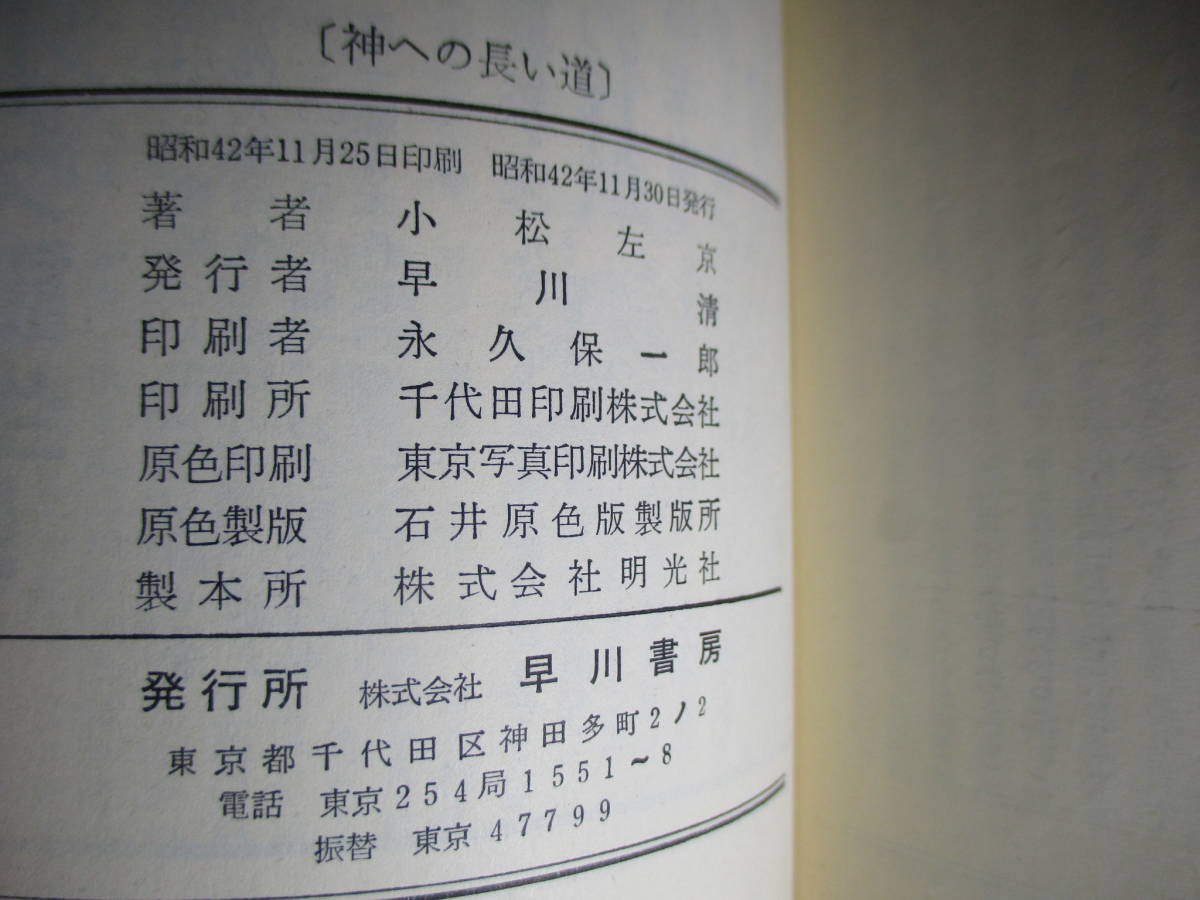 〔神への長い道〕
昭和42年11月25日印刷 昭和42年11月30日発行
著者 小松左京
発行者 早川清
印刷者 永久保一郎
印刷所 千代田印刷株式会社
原色印刷 東京写真印刷株式会社
原色製版 石井原色版製版所
製本所 株式会社明光社
発行所 株式会社 早川書房
東京都千代田区神田多町2ノ2
電話 東京254局1551~8
振替 東京47799